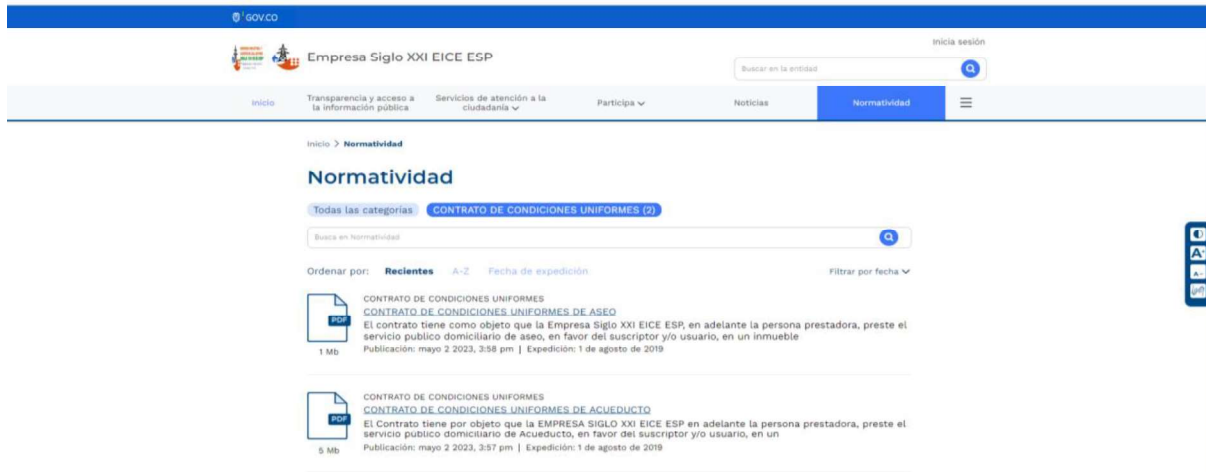 GOV.CO
Inicia sesión
Empresa Siglo XXI EICE ESP
Buscar en la entidad
Inicio
Transparencia y acceso a
la información pública
Servicios de atención a la
ciudadanía
Participa
Noticias
Normatividad
Inicio > Normatividad
Normatividad
Todas las categorías
CONTRATO DE CONDICIONES UNIFORMES (2)
Busca en Normatividad
Ordenar por: Recientes A-Z Fecha de expedición
Filtrar por fecha
CONTRATO DE CONDICIONES UNIFORMES
CONTRATO DE CONDICIONES UNIFORMES DE ASEO
El contrato tiene como objeto que la Empresa Siglo XXI EICE ESP, en adelante la persona prestadora, preste el
servicio publico domiciliario de aseo, en favor del suscriptor y/o usuario, en un inmueble
Publicación: mayo 2 2023, 3:58 pm | Expedición: 1 de agosto de 2019
PDF
1 Mb
CONTRATO DE CONDICIONES UNIFORMES
CONTRATO DE CONDICIONES UNIFORMES DE ACUEDUCTO
El Contrato tiene por objeto que la EMPRESA SIGLO XXI EICE ESP en adelante la persona prestadora, preste el
servicio publico domiciliario de Acueducto, en favor del suscriptor y/o usuario, en un
Publicación: mayo 2 2023, 3:57 pm | Expedición: 1 de agosto de 2019
PDF
5 Mb
A+
A-